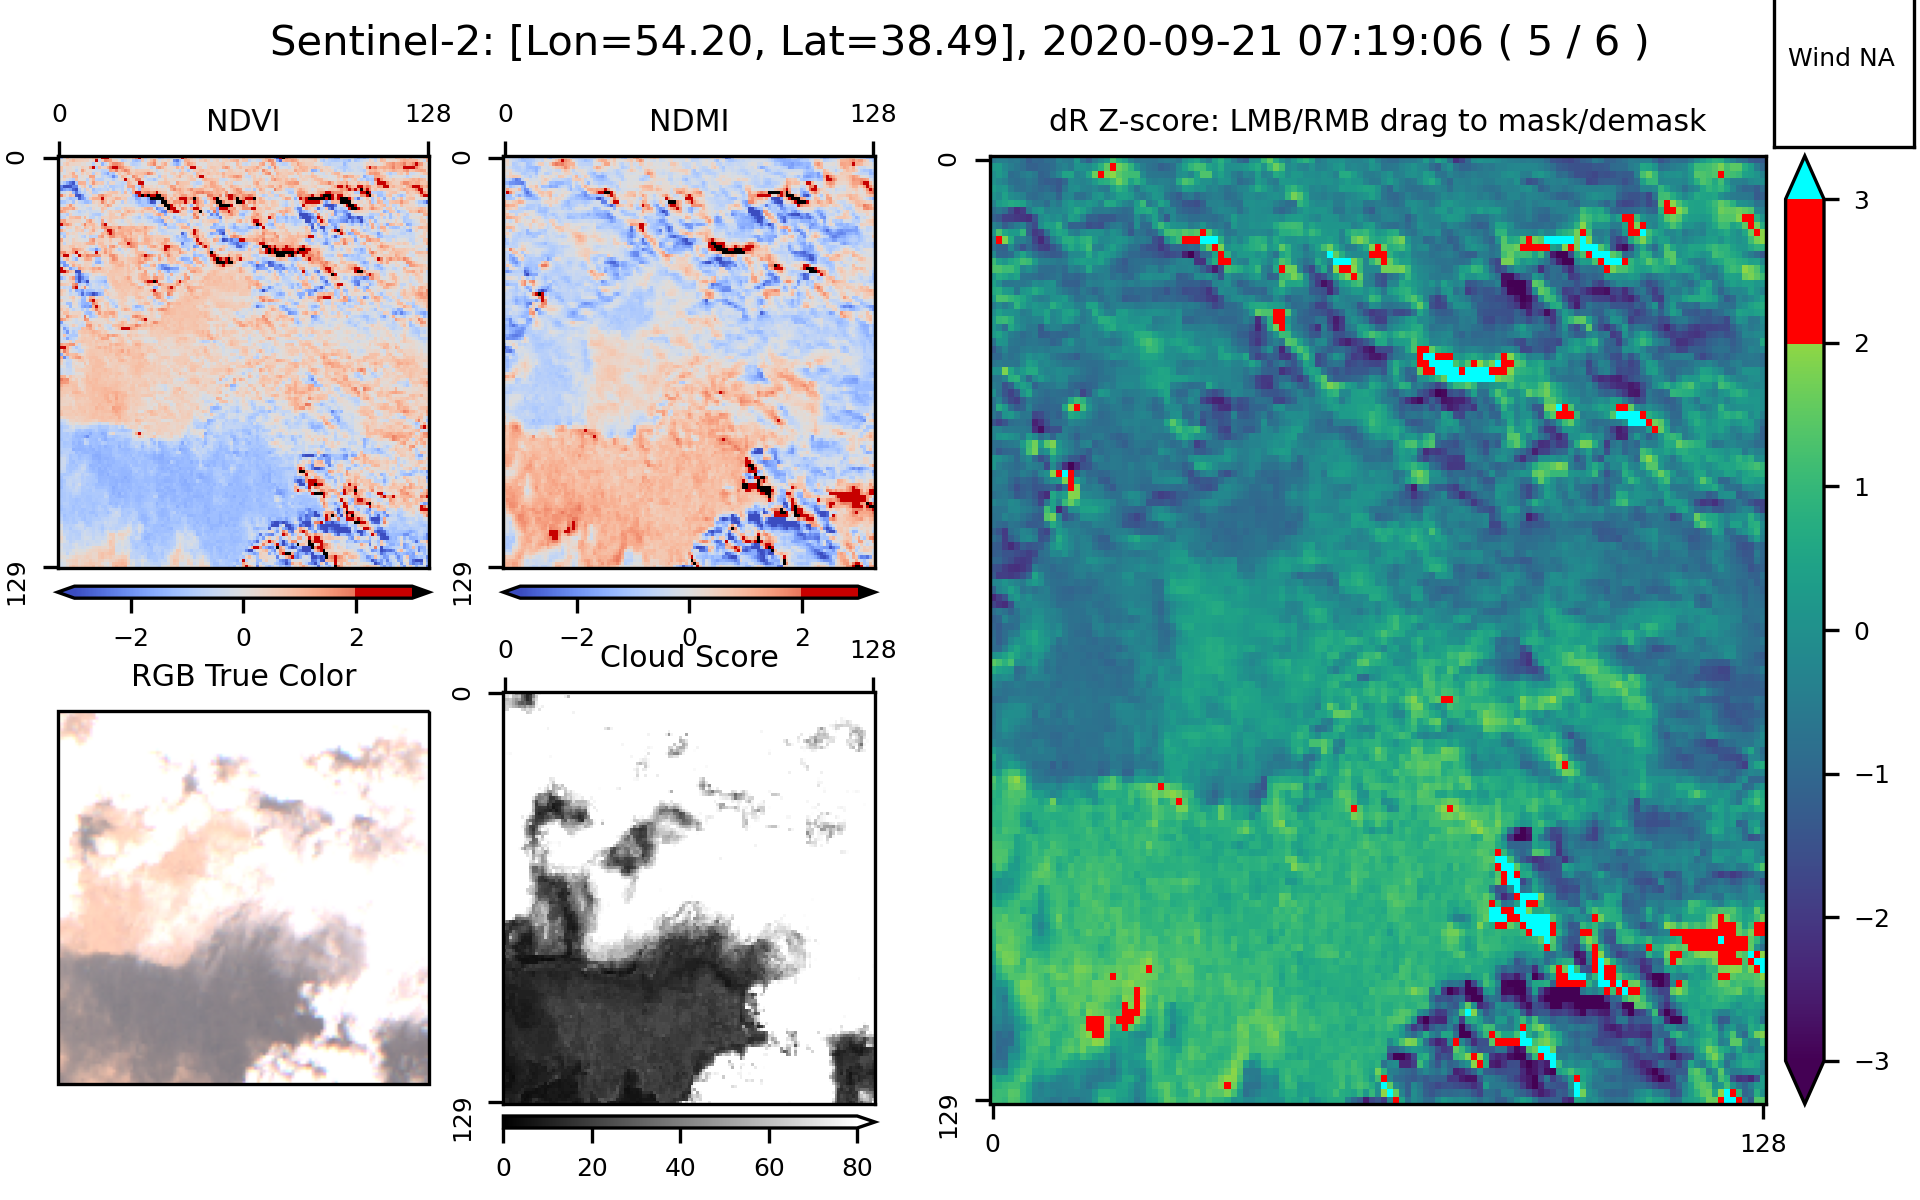 Sentinel-2: [Lon=54.20, Lat=38.49], 2020-09-21 07:19:06 ( 5 / 6 )
Wind NA
0 NDVI 128
0
129
−2 0 2
0 NDMI 128
0
129
−2 0 2
dR Z-score: LMB/RMB drag to mask/demask
0
129
0 128
3
2
1
0
−1
−2
−3
RGB True Color
0 Cloud Score 128
0
129
0 20 40 60 80